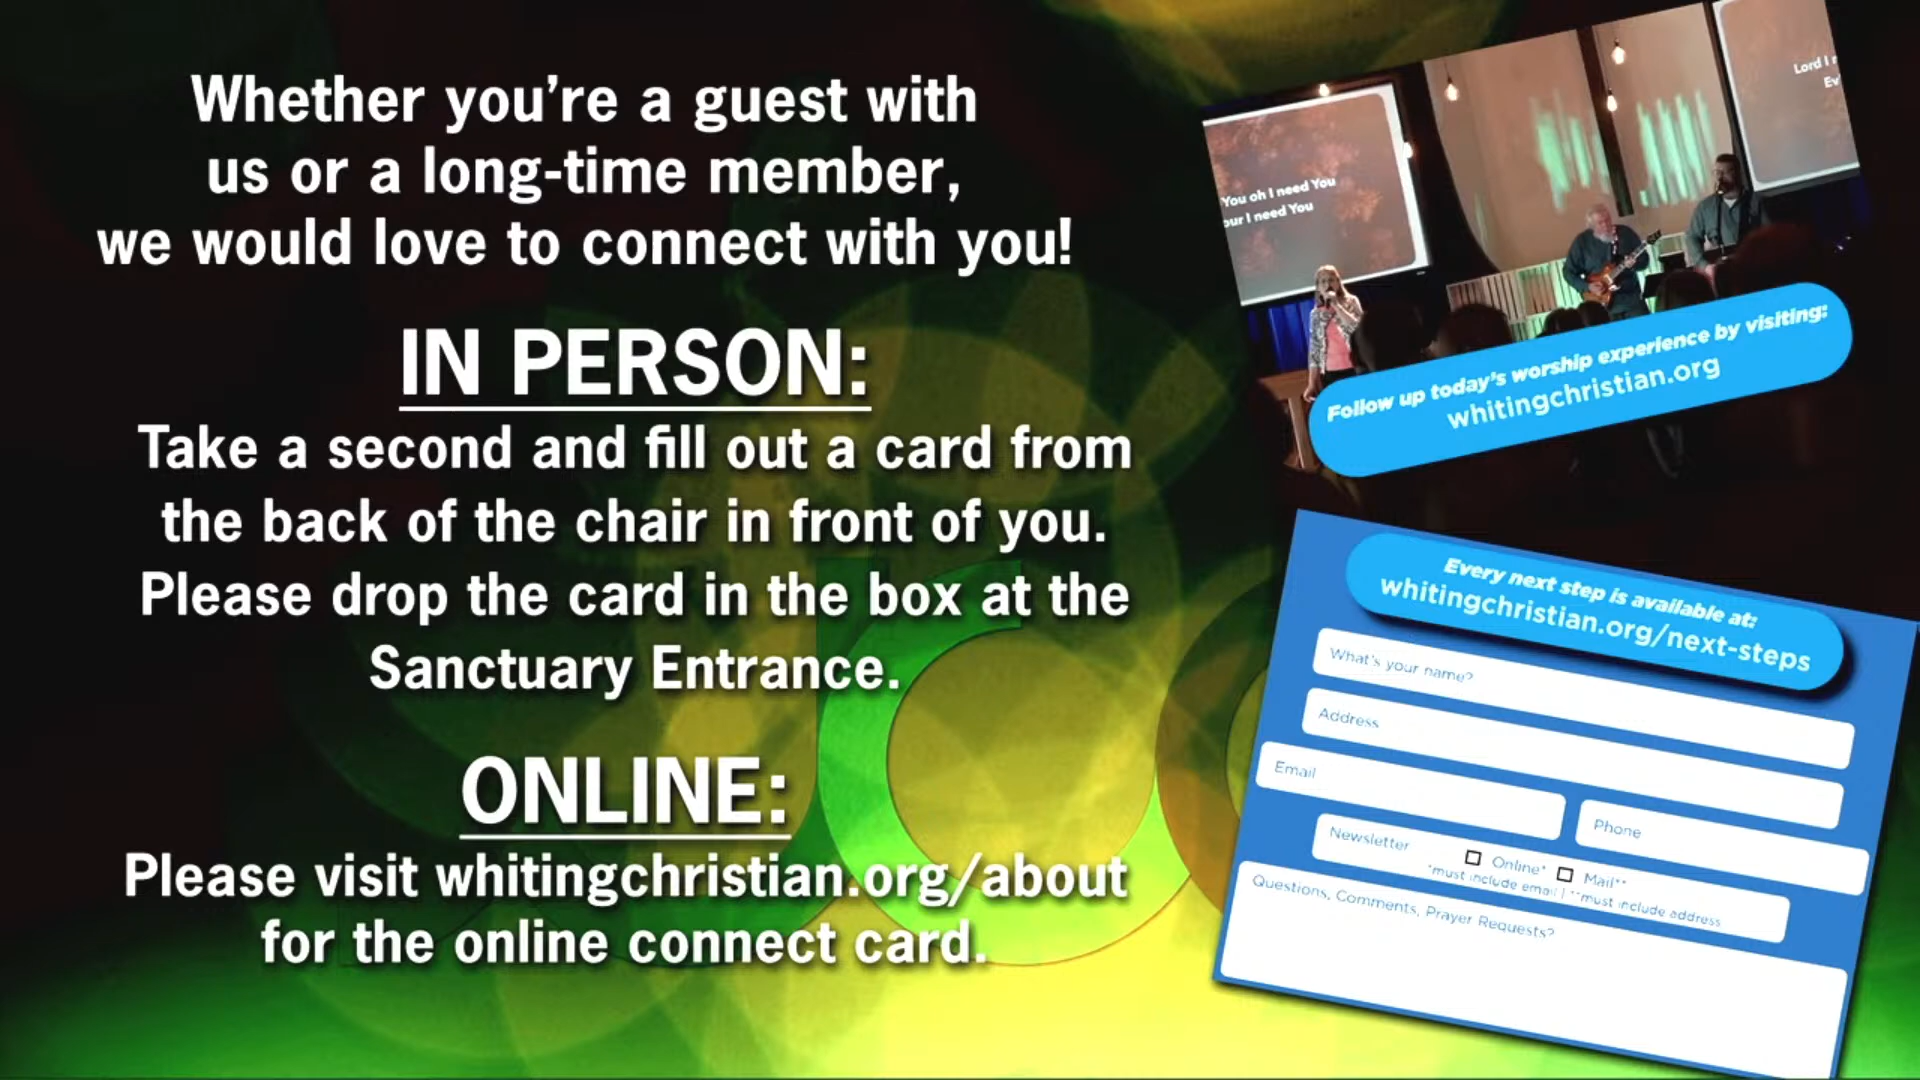 Whether you're a guest with
us or a long-time member,
we would love to connect with you!
IN PERSON:
Take a second and fill out a card from
the back of the chair in front of you.
Please drop the card in the box at the
Sanctuary Entrance.
ONLINE:
Please visit whitingchristian.org/about
for the online connect card.
You oh I need You
our I need You
Lord I
Ev
Follow up today's worship experience by visiting:
whitingchristian.org
Every next step is available at:
whitingchristian.org/next-steps
What's your name?
Address
Email
Phone
Newsletter Online* Mail**
*must include email | **must include address
Questions, Comments, Prayer Requests?